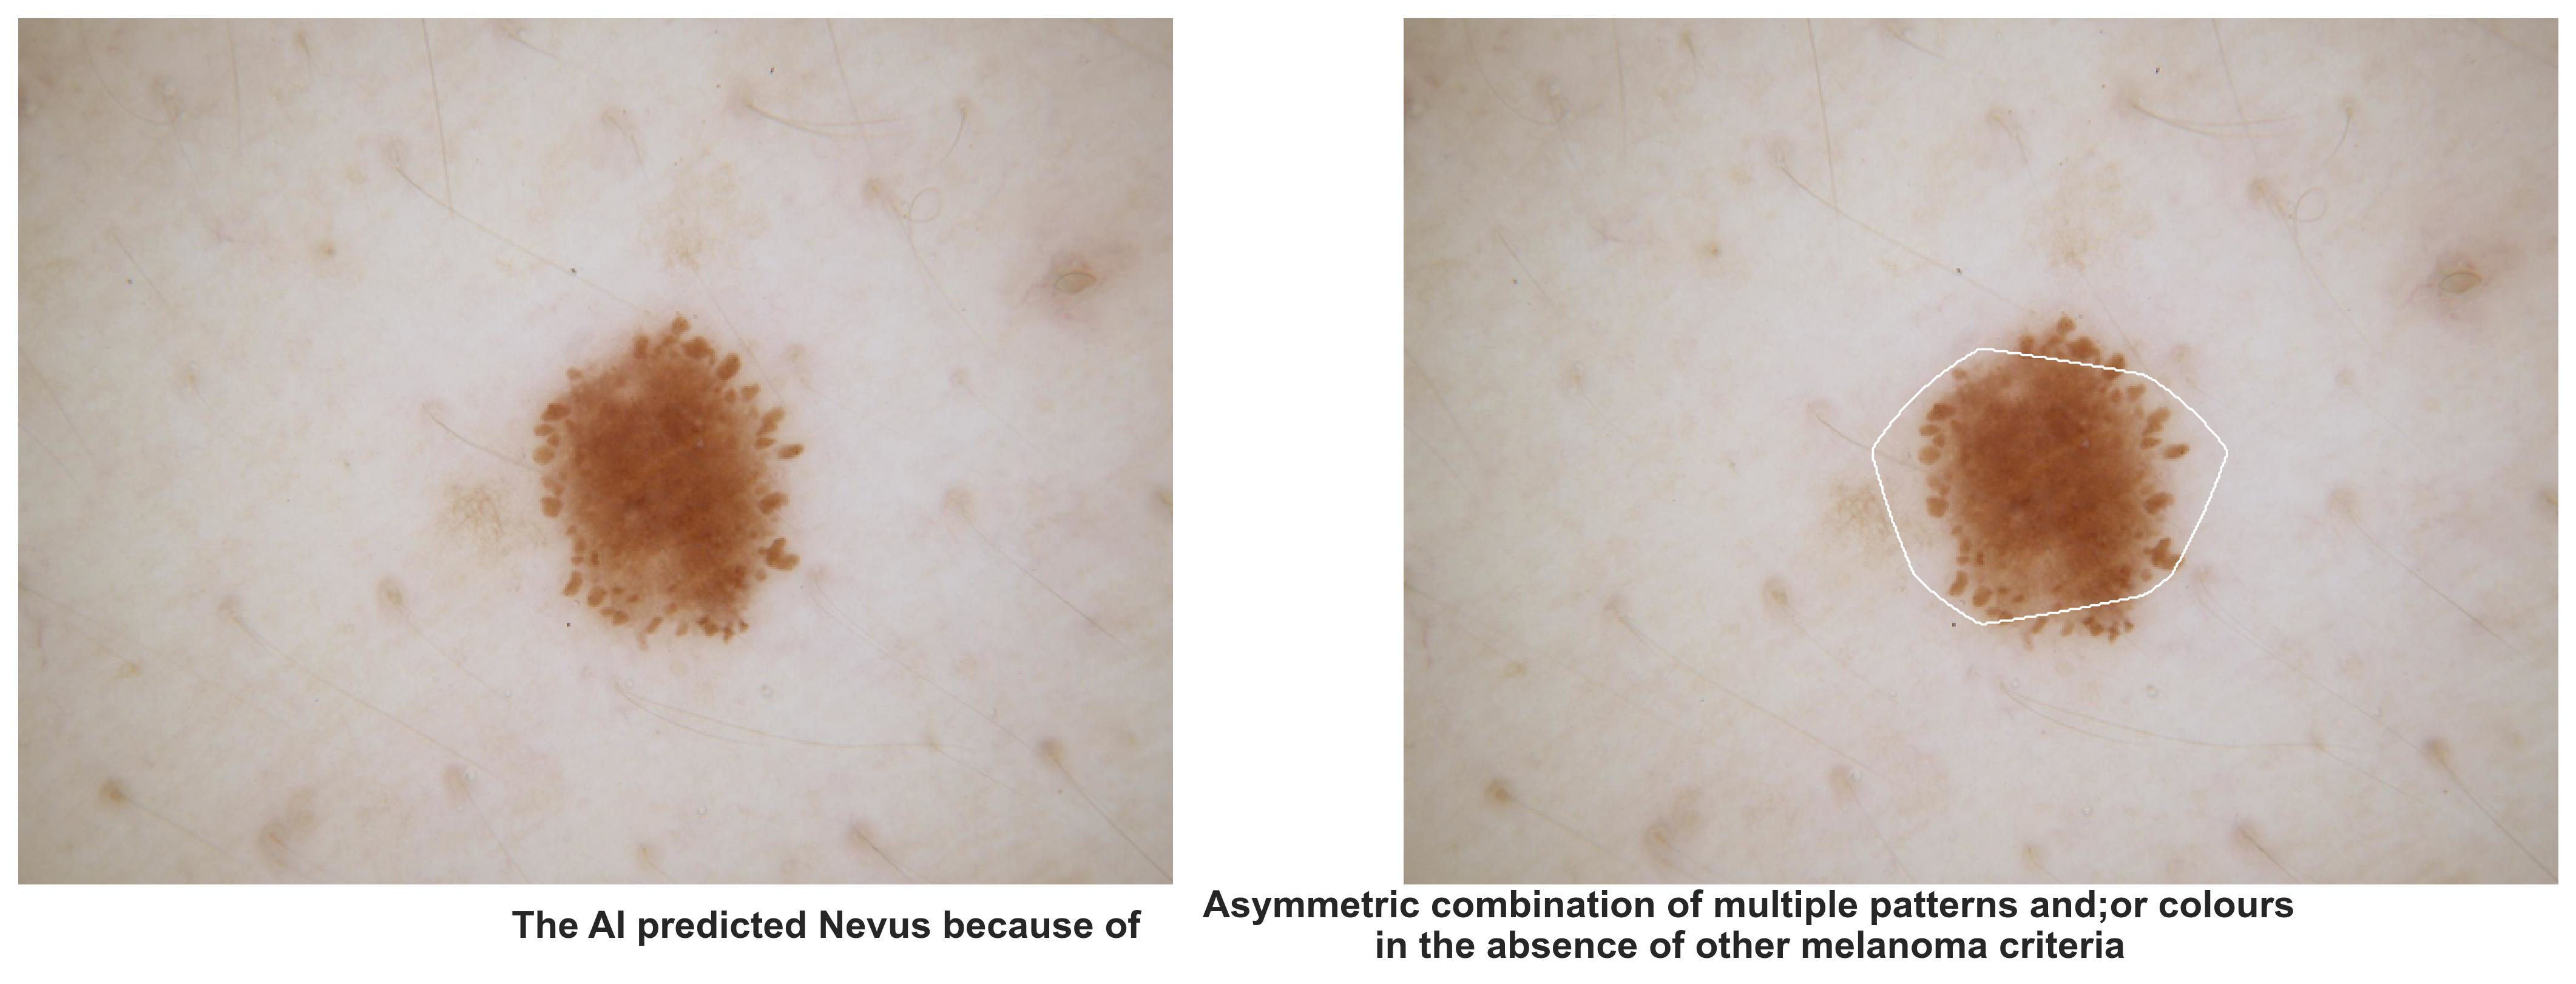 The AI predicted Nevus because of
Asymmetric combination of multiple patterns and;or colours
in the absence of other melanoma criteria